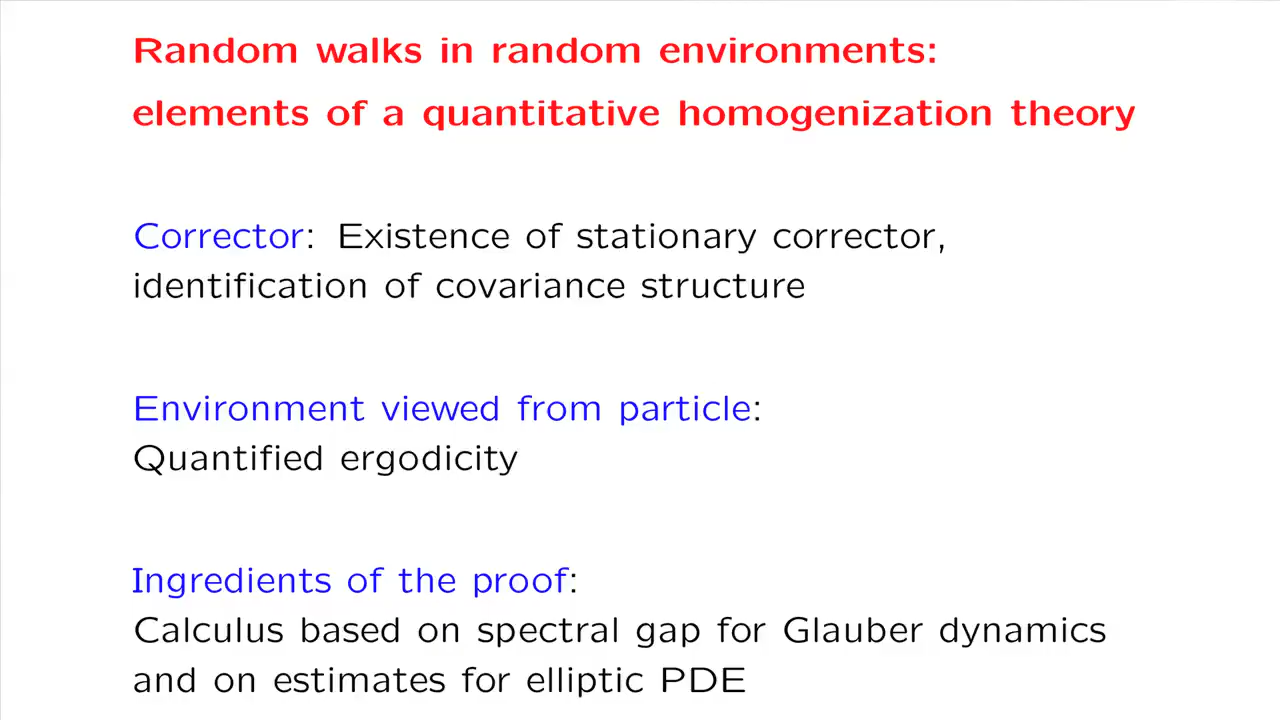 Random walks in random environments:
elements of a quantitative homogenization theory
Corrector: Existence of stationary corrector,
identification of covariance structure
Environment viewed from particle:
Quantified ergodicity
Ingredients of the proof:
Calculus based on spectral gap for Glauber dynamics
and on estimates for elliptic PDE